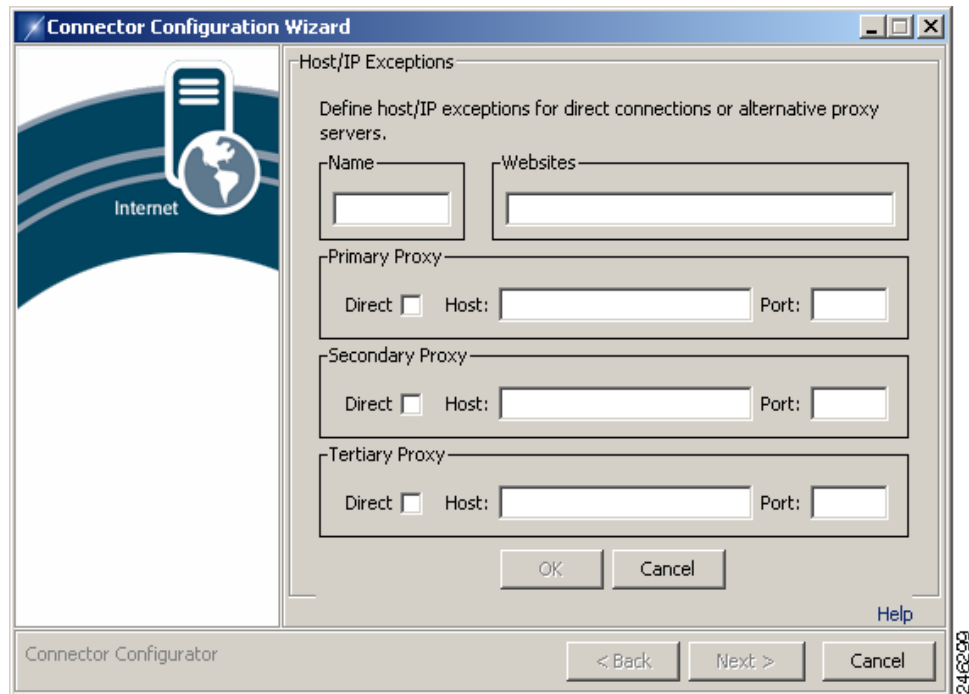 Connector Configuration Wizard
Internet
Host/IP Exceptions
Define host/IP exceptions for direct connections or alternative proxy
servers.
Name
Websites
Primary Proxy
Direct Host: Port:
Secondary Proxy
Direct Host: Port:
Tertiary Proxy
Direct Host: Port:
OK Cancel
Help
Connector Configurator
< Back Next > Cancel
246299